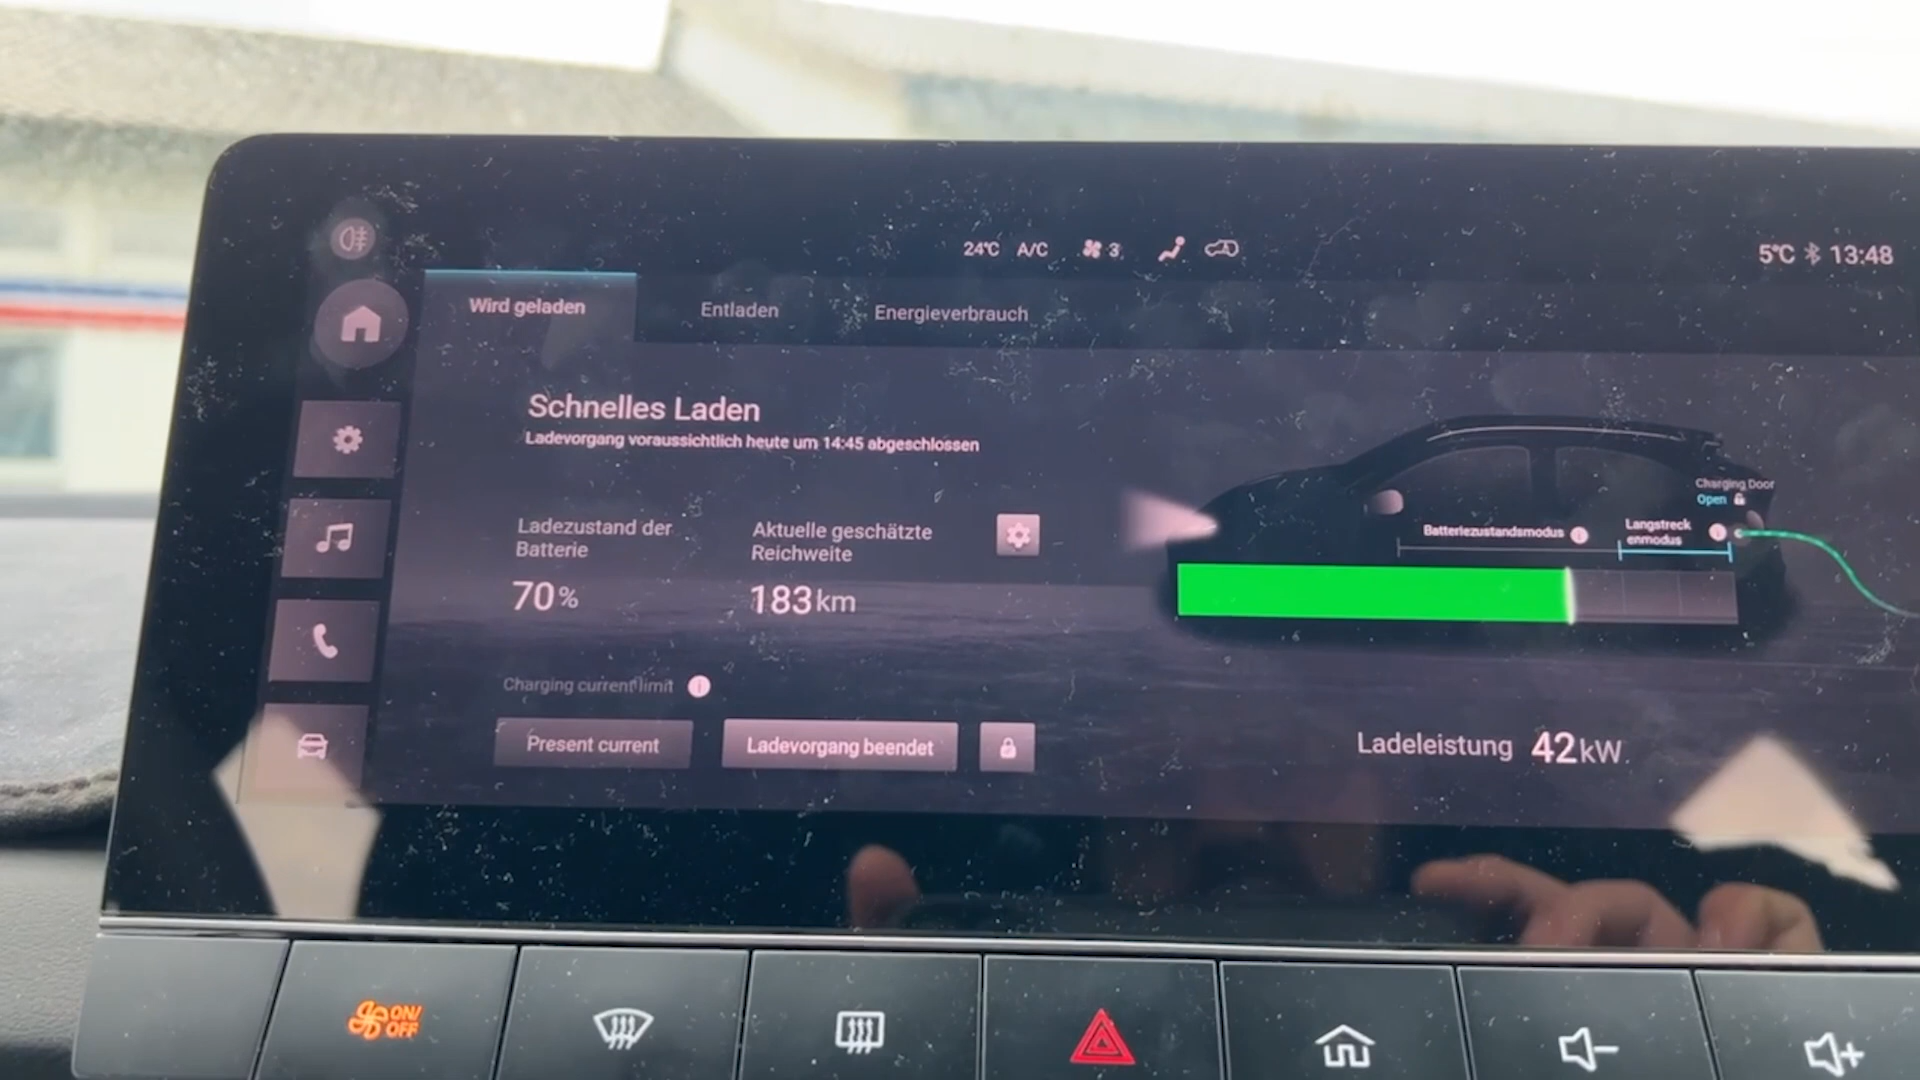 24℃ A/C 3
5℃ 13:48
Wird geladen
Entladen
Energieverbrauch
Schnelles Laden
Ladevorgang voraussichtlich heute um 14:45 abgeschlossen
Ladezustand der
Batterie
70%
Aktuelle geschätzte
Reichweite
183km
Charging Door
Open
Batteriezustandsmodus
Langstreck
enmodus
Charging current limit
Present current
Ladevorgang beendet
Ladeleistung 42kW
ON/
OFF